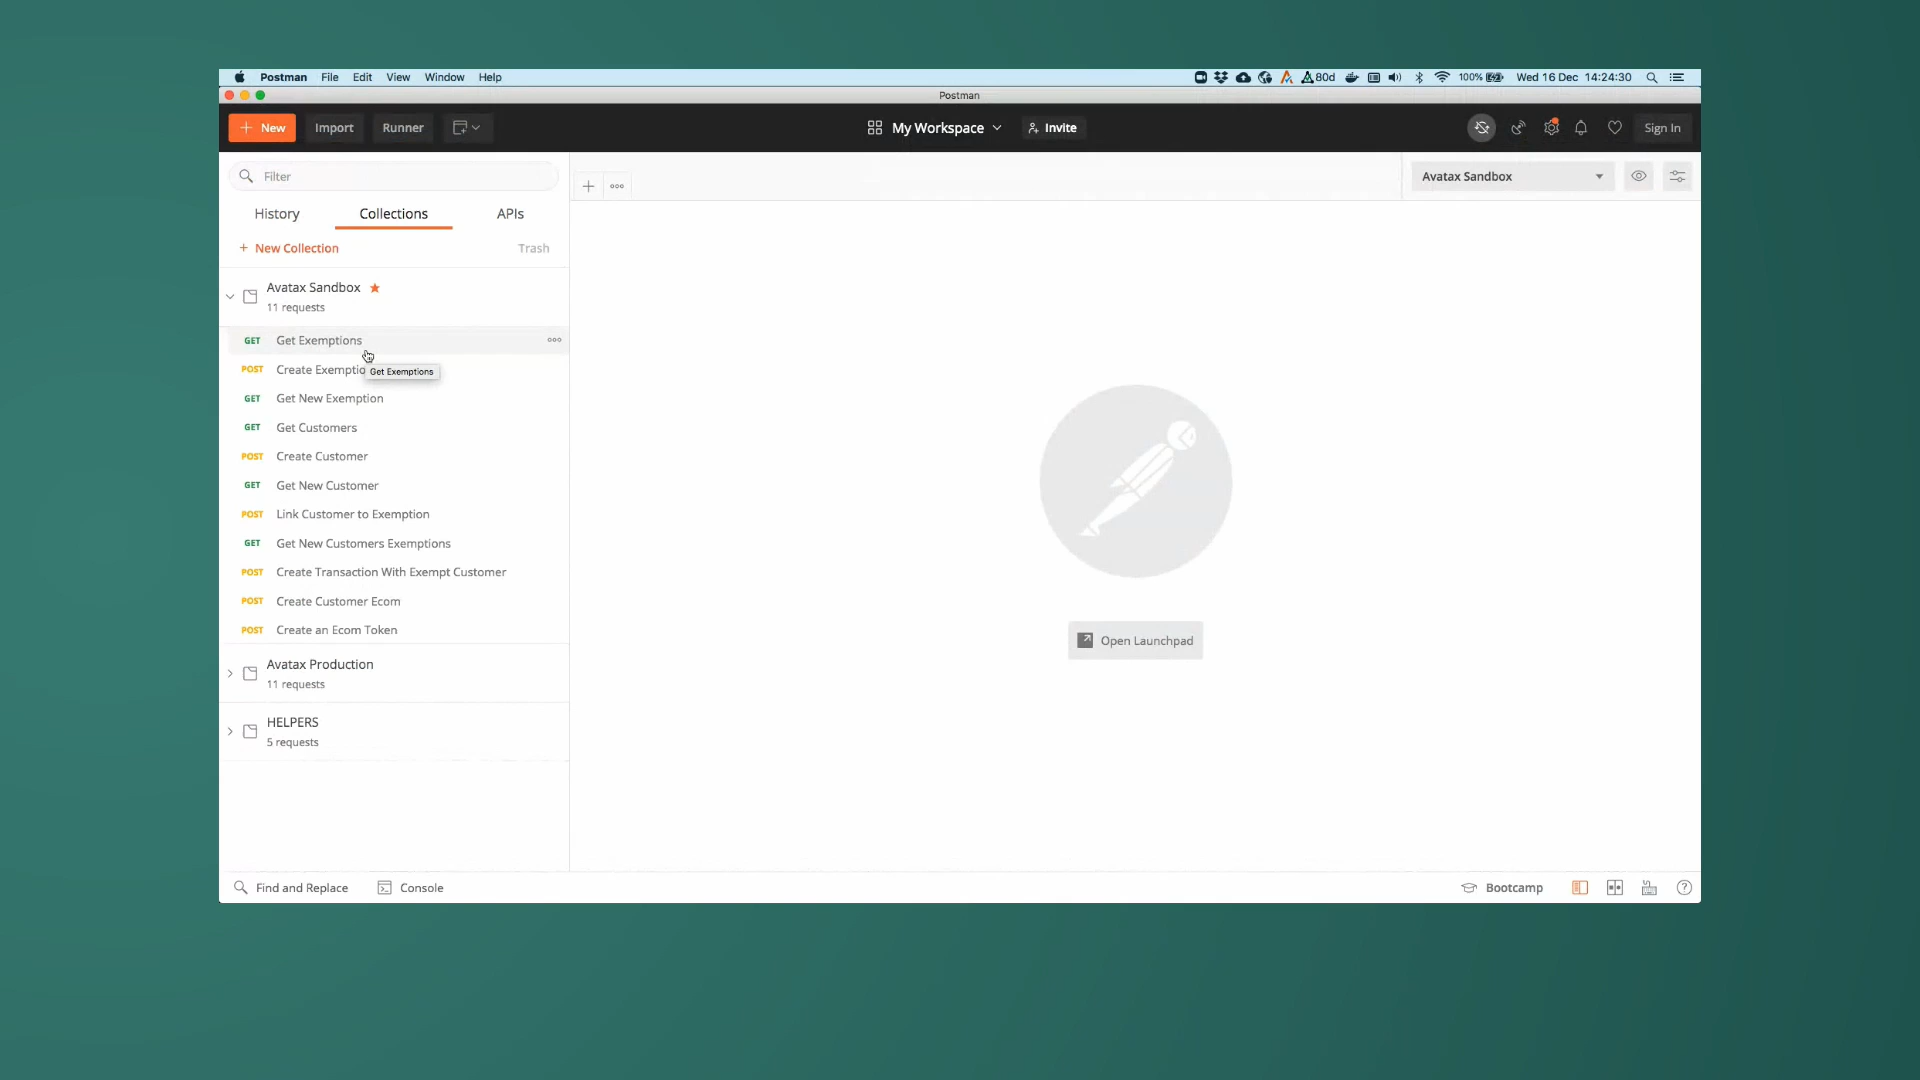 Postman File Edit View Window Help
80d 100% Wed 16 Dec 14:24:30
Postman
+ New Import Runner
My Workspace Invite
Sign In
Filter
Avatax Sandbox
History Collections APIs
+ New Collection Trash
Avatax Sandbox
11 requests
GET Get Exemptions
POST Create Exemptio
Get Exemptions
GET Get New Exemption
GET Get Customers
POST Create Customer
GET Get New Customer
POST Link Customer to Exemption
GET Get New Customers Exemptions
POST Create Transaction With Exempt Customer
POST Create Customer Ecom
POST Create an Ecom Token
Open Launchpad
Avatax Production
11 requests
HELPERS
5 requests
Find and Replace Console
Bootcamp